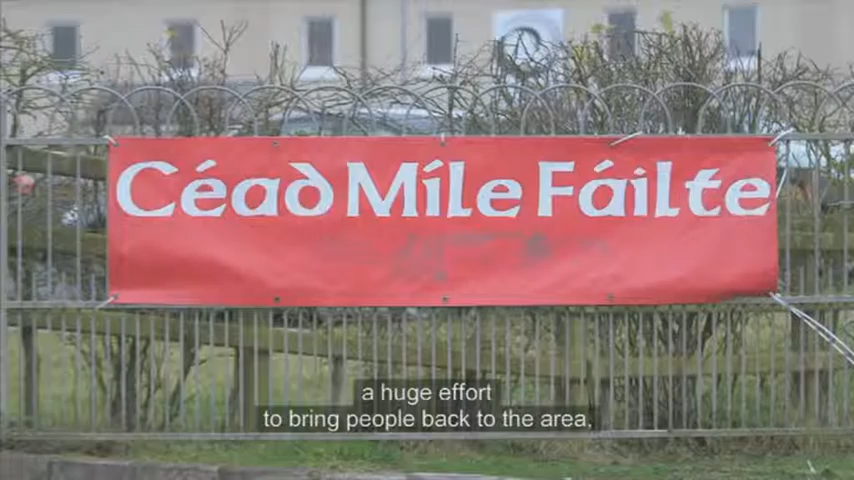 Céad Míle Fáilte
a huge effort
to bring people back to the area,